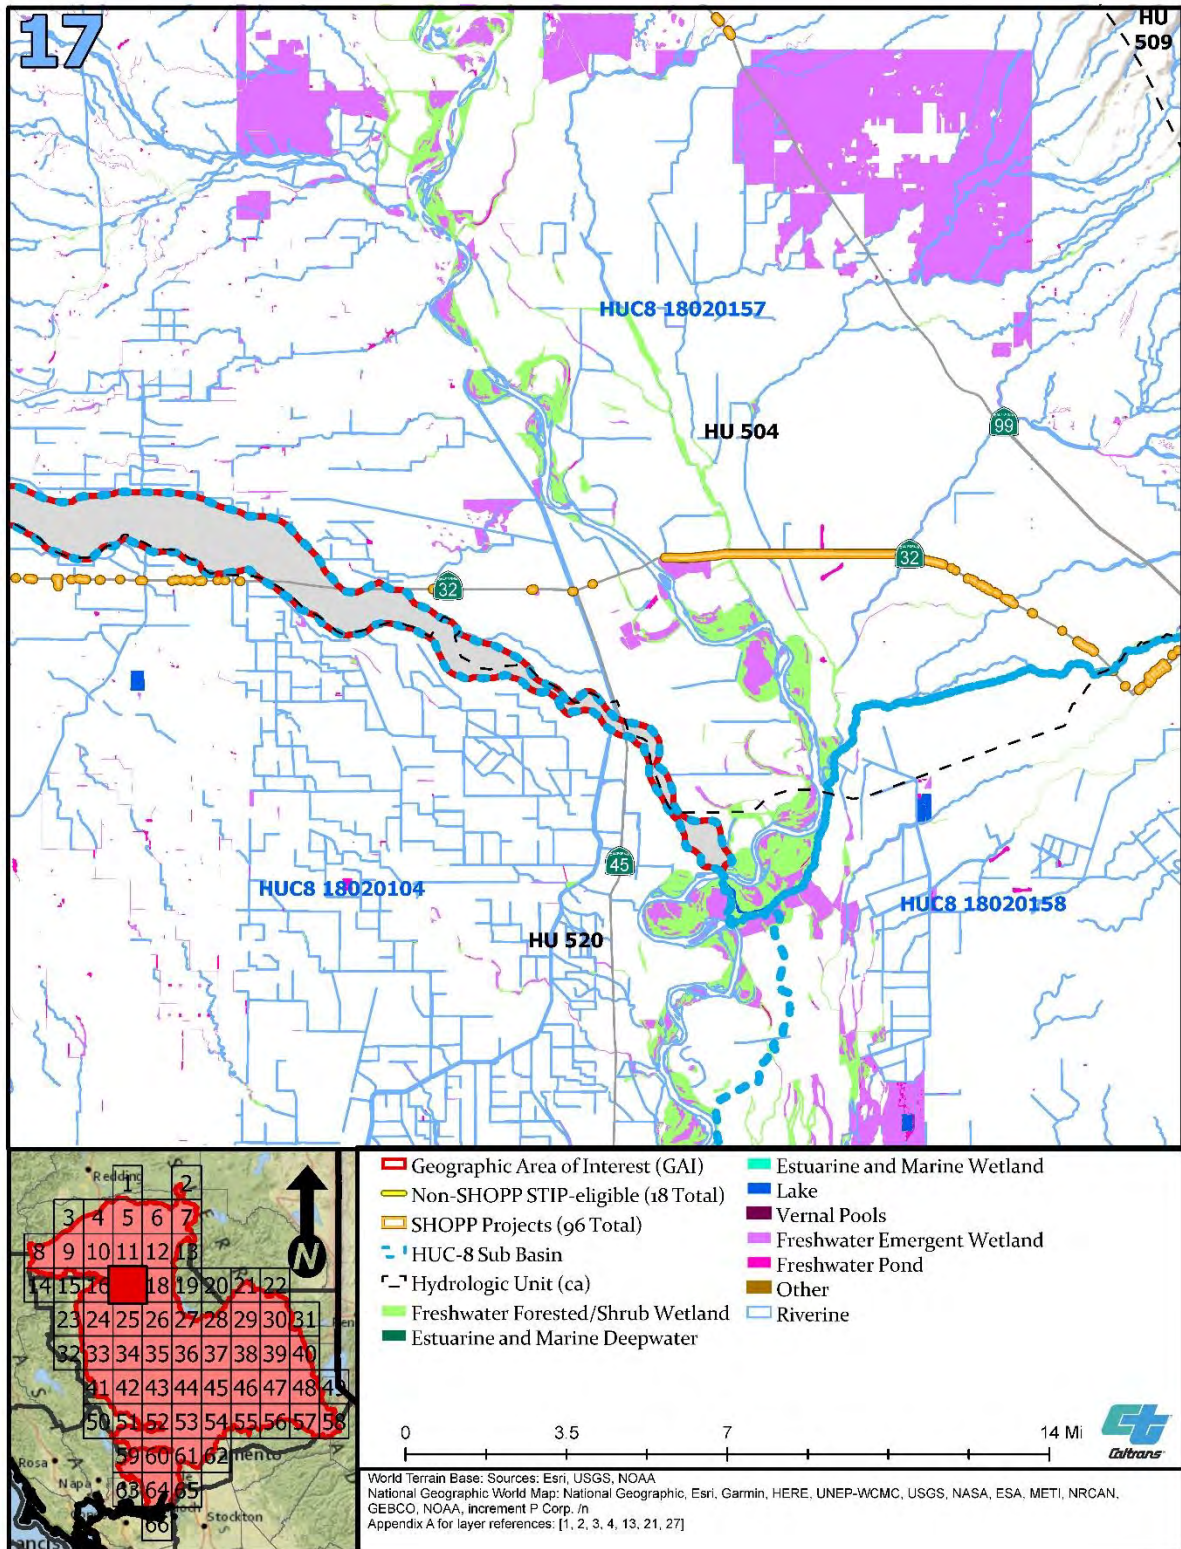 17
HU
509
HUC8 18020157
HU 504
99
32
32
45
HUC8 18020104
HUC8 18020158
HU 520
Redding
1 2
3 4 5 6 7
8 9 10 11 12 13
14 15 16 18 19 20 21 22
23 24 25 26 27 28 29 30 31
32 33 34 35 36 37 38 39 40
41 42 43 44 45 46 47 48 49
50 51 52 53 54 55 56 57 58
59 60 61 62
Rosa
Napa
63 64 65
66
Stockton
N
Geographic Area of Interest (GAI)
Non-SHOPP STIP-eligible (18 Total)
SHOPP Projects (96 Total)
HUC-8 Sub Basin
Hydrologic Unit (ca)
Freshwater Forested/Shrub Wetland
Estuarine and Marine Deepwater
Estuarine and Marine Wetland
Lake
Vernal Pools
Freshwater Emergent Wetland
Freshwater Pond
Other
Riverine
0 3.5 7 14 Mi
Caltrans
World Terrain Base: Sources: Esri, USGS, NOAA
National Geographic World Map: National Geographic, Esri, Garmin, HERE, UNEP-WCMC, USGS, NASA, ESA, METI, NRCAN,
GEBCO, NOAA, increment P Corp. /n
Appendix A for layer references: [1, 2, 3, 4, 13, 21, 27]